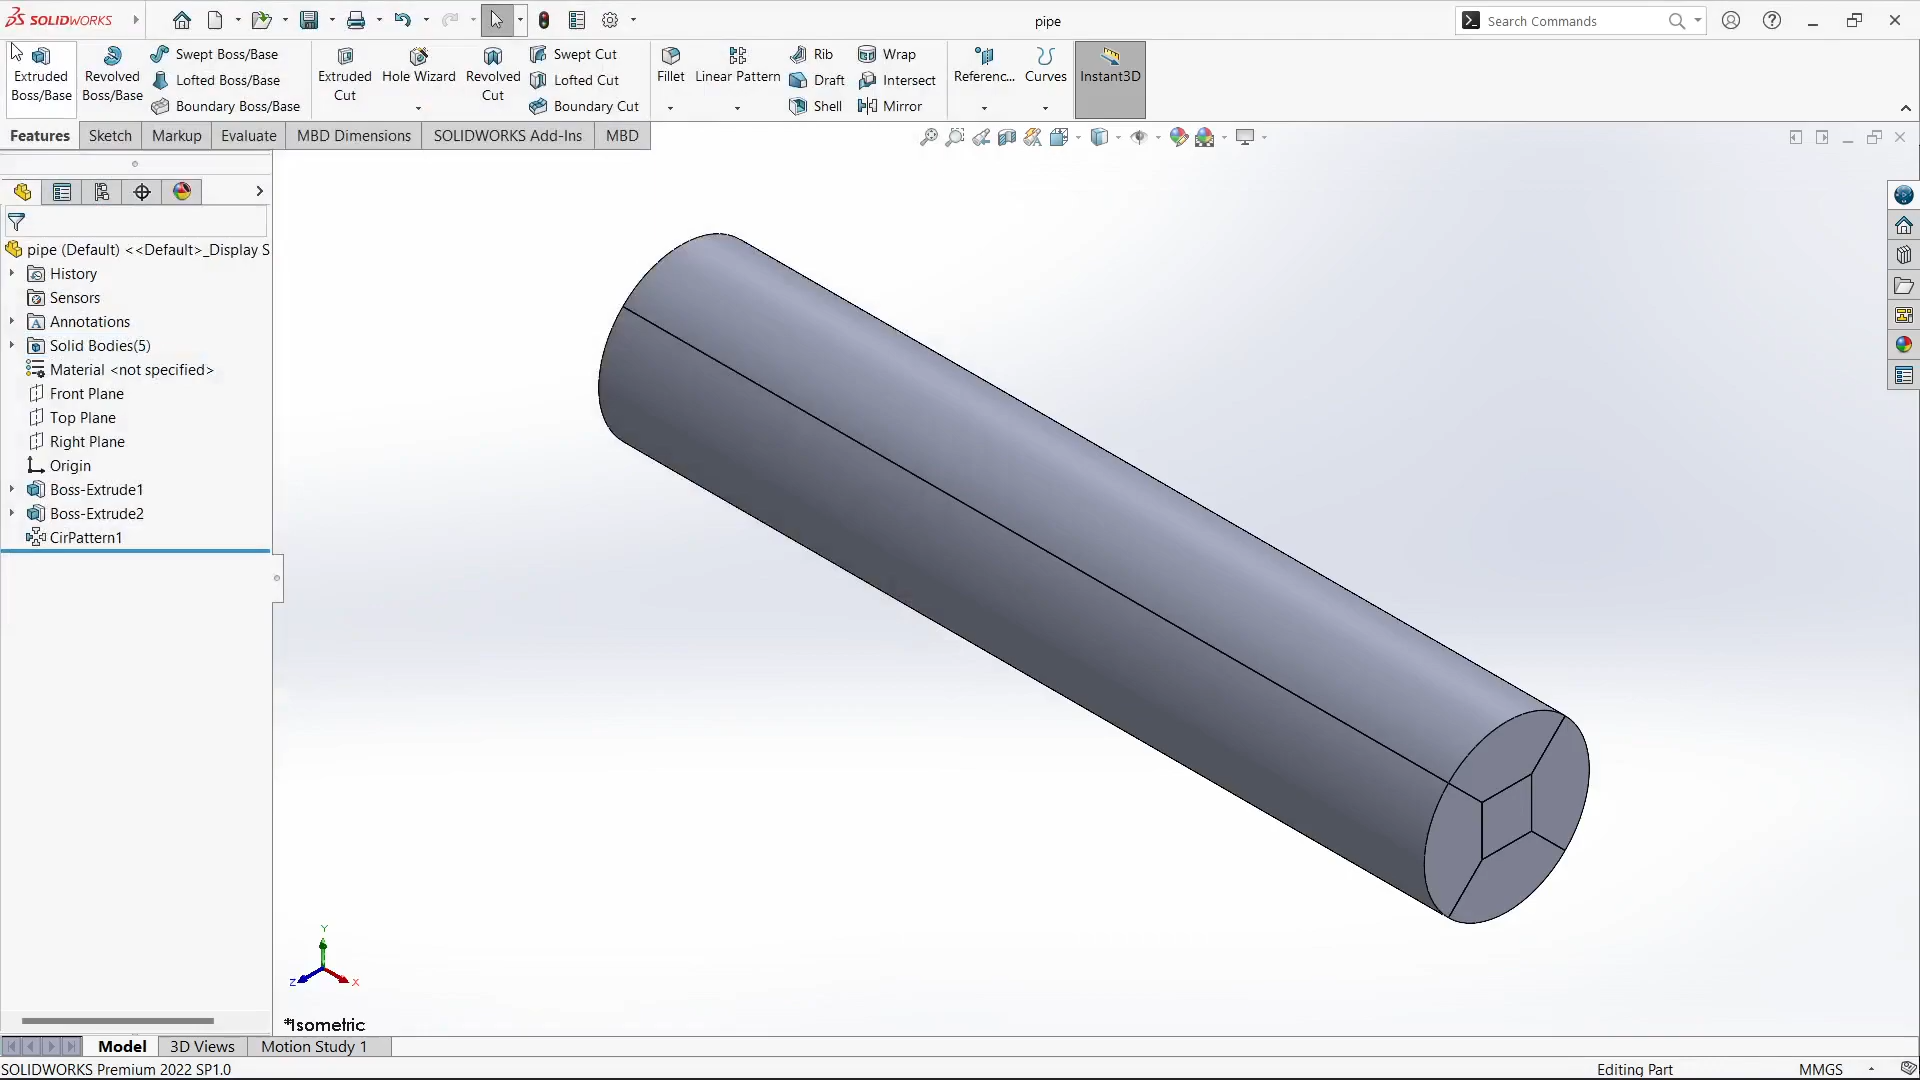 SOLIDWORKS
pipe
Search Commands
Extruded Boss/Base
Revolved Boss/Base
Swept Boss/Base
Lofted Boss/Base
Boundary Boss/Base
Extruded Cut
Hole Wizard
Revolved Cut
Swept Cut
Lofted Cut
Boundary Cut
Fillet
Linear Pattern
Rib
Draft
Shell
Wrap
Intersect
Mirror
Referenc...
Curves
Instant3D
Features
Sketch
Markup
Evaluate
MBD Dimensions
SOLIDWORKS Add-Ins
MBD
pipe (Default) <<Default>_Display S
History
Sensors
Annotations
Solid Bodies(5)
Material <not specified>
Front Plane
Top Plane
Right Plane
Origin
Boss-Extrude1
Boss-Extrude2
CirPattern1
Y
Z
X
*Isometric
Model
3D Views
Motion Study 1
SOLIDWORKS Premium 2022 SP1.0
Editing Part
MMGS